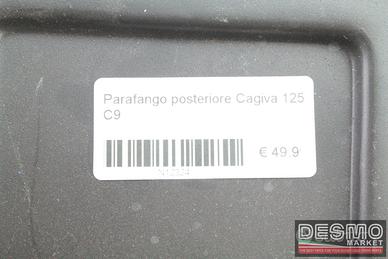 Parafango posteriore Cagiva 125
C9
€ 49.9
N12324
DESMO
MARKET